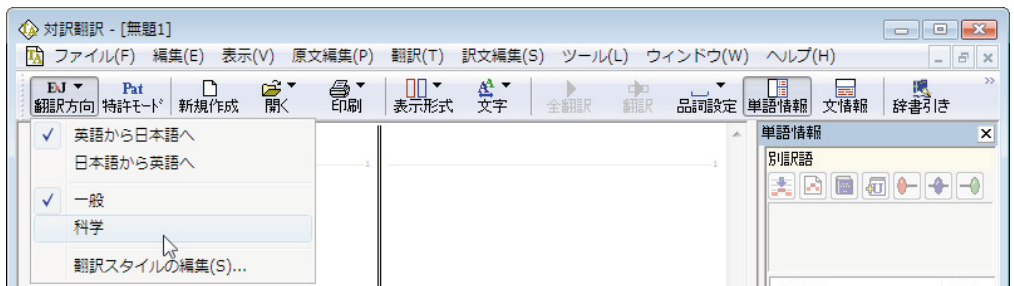 対訳翻訳 - [無題1]
ファイル(F) 編集(E) 表示(V) 原文編集(P) 翻訳(T) 訳文編集(S) ツール(L) ウィンドウ(W) ヘルプ(H)
EJ Pat
翻訳方向 特許モード 新規作成 開く 印刷 表示形式 文字 全翻訳 翻訳 品詞設定 単語情報 文情報 辞書引き
英語から日本語へ
日本語から英語へ
一般
科学
翻訳スタイルの編集(S)...
1
1
単語情報
別訳語